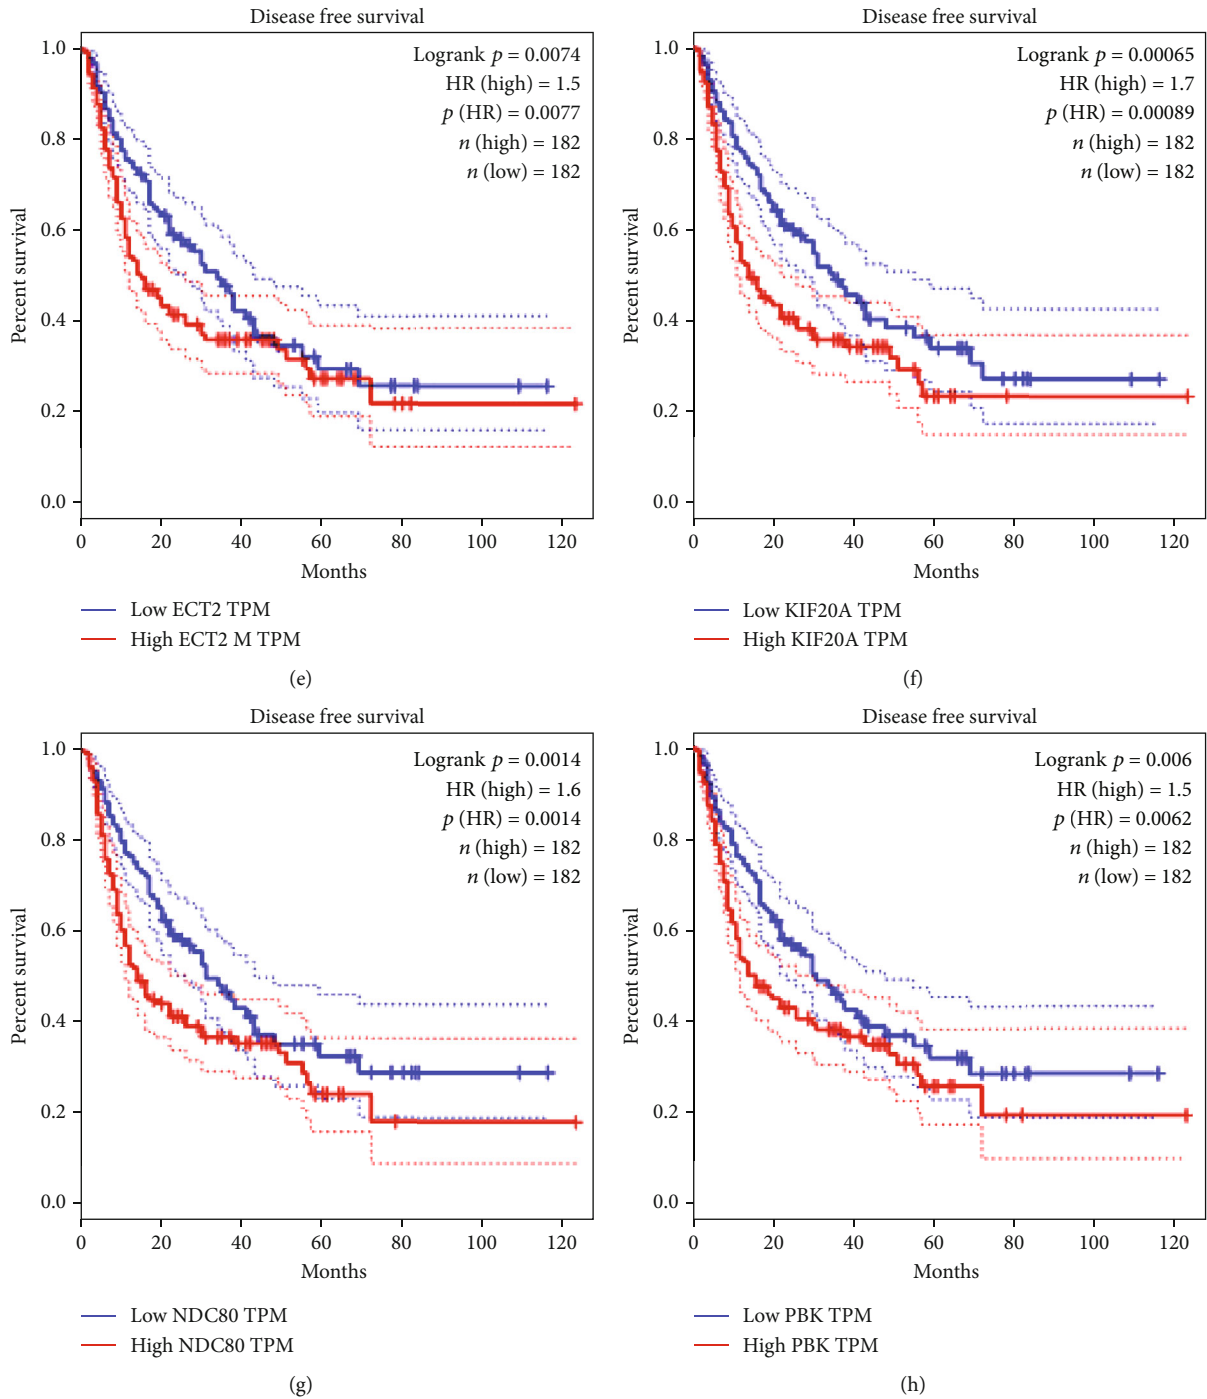 Disease free survival
Percent survival
1.0
0.8
0.6
0.4
0.2
0.0
Logrank p = 0.0074
HR (high) = 1.5
p (HR) = 0.0077
n (high) = 182
n (low) = 182
0 20 40 60 80 100 120
Months
Low ECT2 TPM
High ECT2 M TPM
(e)
Disease free survival
Percent survival
1.0
0.8
0.6
0.4
0.2
0.0
Logrank p = 0.00065
HR (high) = 1.7
p (HR) = 0.00089
n (high) = 182
n (low) = 182
0 20 40 60 80 100 120
Months
Low KIF20A TPM
High KIF20A TPM
(f)
Disease free survival
Percent survival
1.0
0.8
0.6
0.4
0.2
0.0
Logrank p = 0.0014
HR (high) = 1.6
p (HR) = 0.0014
n (high) = 182
n (low) = 182
0 20 40 60 80 100 120
Months
Low NDC80 TPM
High NDC80 TPM
(g)
Disease free survival
Percent survival
1.0
0.8
0.6
0.4
0.2
0.0
Logrank p = 0.006
HR (high) = 1.5
p (HR) = 0.0062
n (high) = 182
n (low) = 182
0 20 40 60 80 100 120
Months
Low PBK TPM
High PBK TPM
(h)